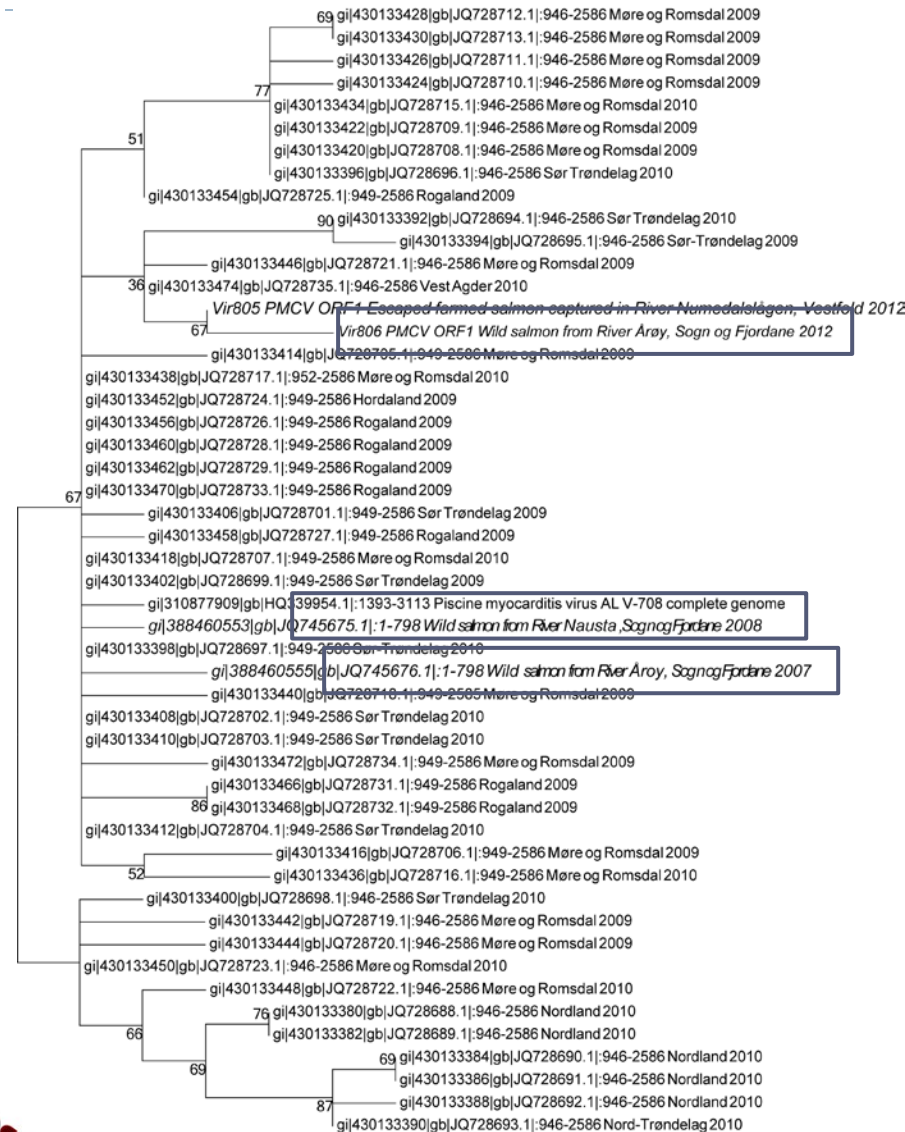 gi|430133428|gb|JQ728712.1|:946-2586 Møre og Romsdal 2009
69
gi|430133430|gb|JQ728713.1|:946-2586 Møre og Romsdal 2009
gi|430133426|gb|JQ728711.1|:946-2586 Møre og Romsdal 2009
gi|430133424|gb|JQ728710.1|:946-2586 Møre og Romsdal 2009
77
gi|430133434|gb|JQ728715.1|:946-2586 Møre og Romsdal 2010
gi|430133422|gb|JQ728709.1|:946-2586 Møre og Romsdal 2009
51
gi|430133420|gb|JQ728708.1|:946-2586 Møre og Romsdal 2009
gi|430133396|gb|JQ728696.1|:946-2586 Sør Trøndelag 2010
gi|430133454|gb|JQ728725.1|:949-2586 Rogaland 2009
90
gi|430133392|gb|JQ728694.1|:946-2586 Sør Trøndelag 2010
gi|430133394|gb|JQ728695.1|:946-2586 Sør-Trøndelag 2009
gi|430133446|gb|JQ728721.1|:946-2586 Møre og Romsdal 2009
36
gi|430133474|gb|JQ728735.1|:946-2586 Vest Agder 2010
Vir805 PMCV ORF1 Escaped farmed salmon captured in River Numedalslågen, Vestfold 2012
67
Vir806 PMCV ORF1 Wild salmon from River Årøy, Sogn og Fjordane 2012
gi|430133414|gb|JQ728705.1|:949-2586 Møre og Romsdal 2009
gi|430133438|gb|JQ728717.1|:952-2586 Møre og Romsdal 2010
gi|430133452|gb|JQ728724.1|:949-2586 Hordaland 2009
gi|430133456|gb|JQ728726.1|:949-2586 Rogaland 2009
gi|430133460|gb|JQ728728.1|:949-2586 Rogaland 2009
gi|430133462|gb|JQ728729.1|:949-2586 Rogaland 2009
67
gi|430133470|gb|JQ728733.1|:949-2586 Rogaland 2009
gi|430133406|gb|JQ728701.1|:949-2586 Sør Trøndelag 2009
gi|430133458|gb|JQ728727.1|:949-2586 Rogaland 2009
gi|430133418|gb|JQ728707.1|:949-2586 Møre og Romsdal 2010
gi|430133402|gb|JQ728699.1|:949-2586 Sør Trøndelag 2009
gi|310877909|gb|HQ339954.1|:1393-3113 Piscine myocarditis virus AL V-708 complete genome
gi|388460553|gb|JQ745675.1|:1-798 Wild salmon from River Nausta ,Sogn og Fjordane 2008
gi|430133398|gb|JQ728697.1|:949-2586 Sør-Trøndelag 2010
gi|388460555|gb|JQ745676.1|:1-798 Wild salmon from River Åroy, Sogn og Fjordane 2007
gi|430133440|gb|JQ728718.1|:949-2585 Møre og Romsdal 2009
gi|430133408|gb|JQ728702.1|:949-2586 Sør Trøndelag 2010
gi|430133410|gb|JQ728703.1|:949-2586 Sør Trøndelag 2010
gi|430133472|gb|JQ728734.1|:949-2586 Møre og Romsdal 2009
gi|430133466|gb|JQ728731.1|:949-2586 Rogaland 2009
86
gi|430133468|gb|JQ728732.1|:949-2586 Rogaland 2009
gi|430133412|gb|JQ728704.1|:949-2586 Sør Trøndelag 2010
gi|430133416|gb|JQ728706.1|:949-2586 Møre og Romsdal 2009
52
gi|430133436|gb|JQ728716.1|:949-2586 Møre og Romsdal 2010
gi|430133400|gb|JQ728698.1|:946-2586 Sør Trøndelag 2010
gi|430133442|gb|JQ728719.1|:946-2586 Møre og Romsdal 2009
gi|430133444|gb|JQ728720.1|:946-2586 Møre og Romsdal 2009
gi|430133450|gb|JQ728723.1|:946-2586 Møre og Romsdal 2010
gi|430133448|gb|JQ728722.1|:946-2586 Møre og Romsdal 2010
76
gi|430133380|gb|JQ728688.1|:946-2586 Nordland 2010
66
gi|430133382|gb|JQ728689.1|:946-2586 Nordland 2010
69
69
gi|430133384|gb|JQ728690.1|:946-2586 Nordland 2010
gi|430133386|gb|JQ728691.1|:946-2586 Nordland 2010
87
gi|430133388|gb|JQ728692.1|:946-2586 Nordland 2010
gi|430133390|gb|JQ728693.1|:946-2586 Nord-Trøndelag 2010